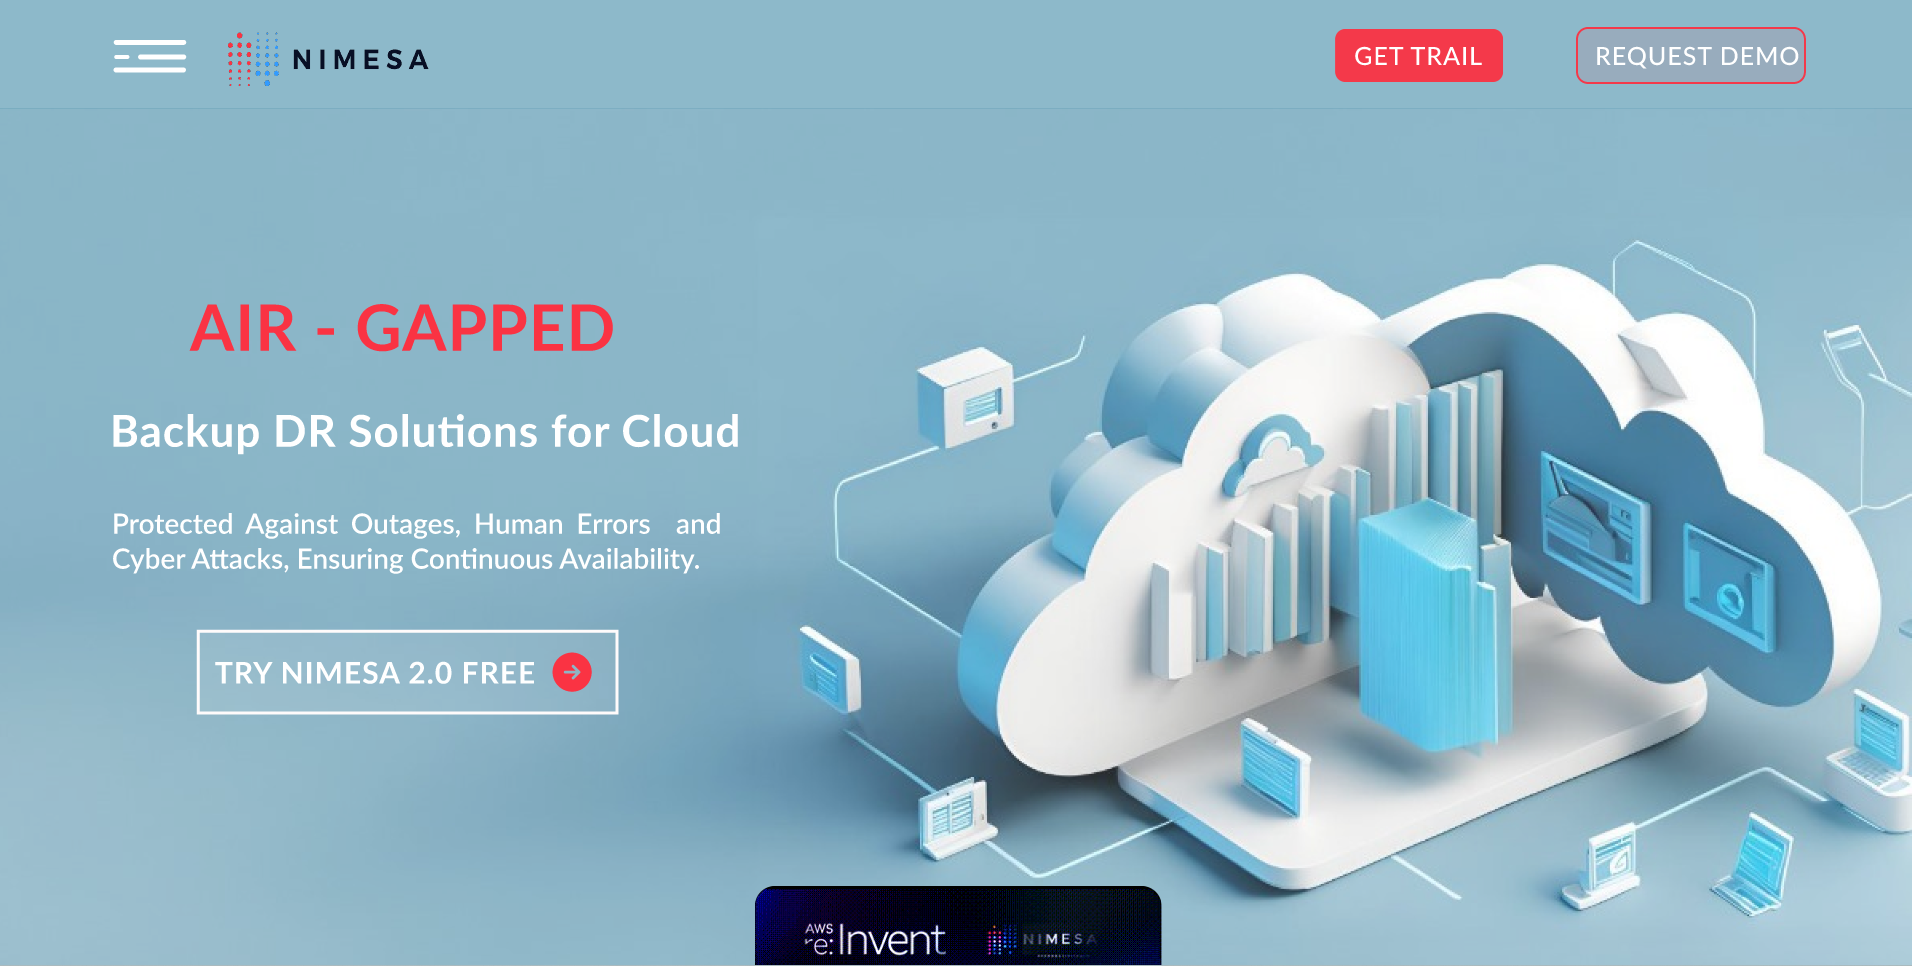 NIMESA
GET TRAIL
REQUEST DEMO
AIR - GAPPED
Backup DR Solutions for Cloud
Protected Against Outages, Human Errors and
Cyber Attacks, Ensuring Continuous Availability.
TRY NIMESA 2.0 FREE
AWS
re:Invent
NIMESA